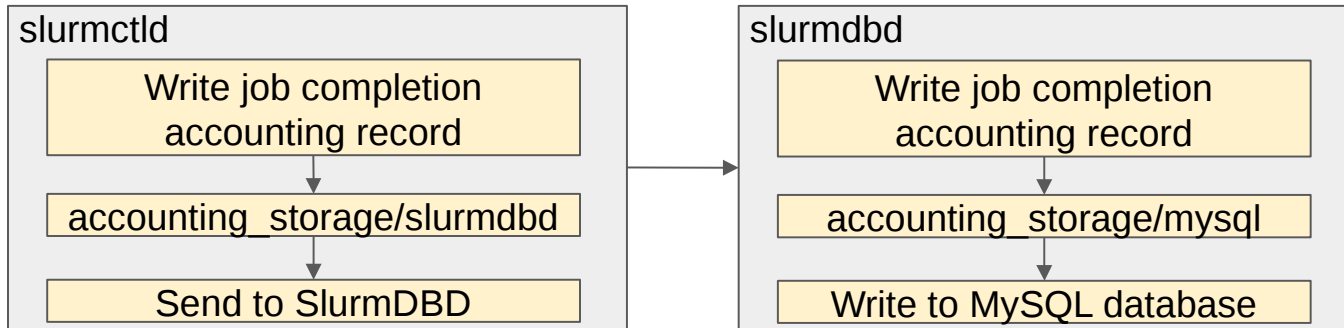 slurmctld
Write job completion
accounting record
accounting_storage/slurmdbd
Send to SlurmDBD
slurmdbd
Write job completion
accounting record
accounting_storage/mysql
Write to MySQL database